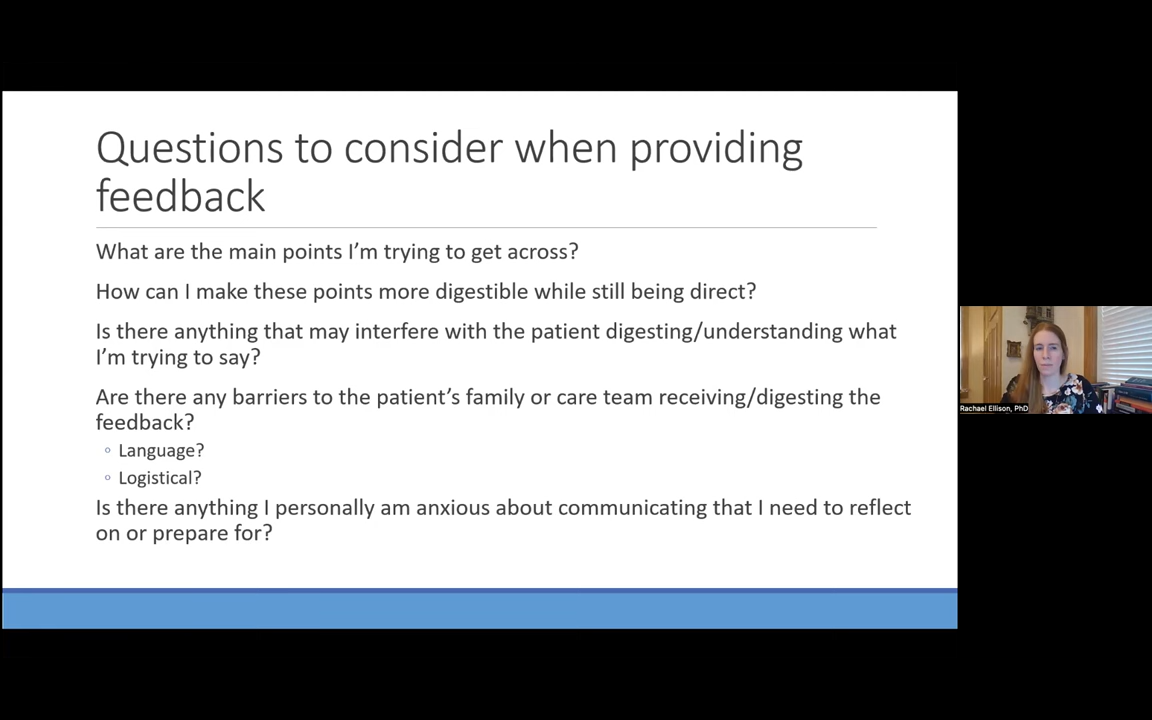 Questions to consider when providing
feedback
What are the main points I'm trying to get across?
How can I make these points more digestible while still being direct?
Is there anything that may interfere with the patient digesting/understanding what
I'm trying to say?
Are there any barriers to the patient's family or care team receiving/digesting the
feedback?
Language?
Logistical?
Is there anything I personally am anxious about communicating that I need to reflect
on or prepare for?
Rachael Ellison, PhD